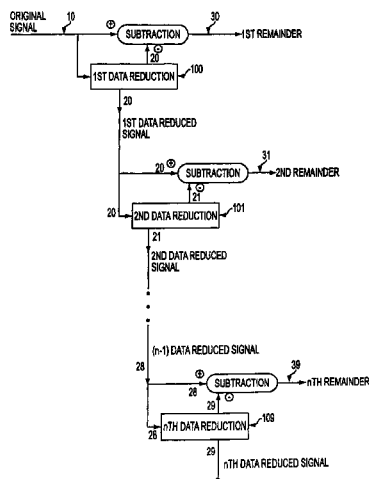 ORIGINAL
SIGNAL
10
+
SUBTRACTION
30
1ST REMAINDER
20
-
1ST DATA REDUCTION
100
20
1ST DATA REDUCED
SIGNAL
20
+
SUBTRACTION
31
2ND REMAINDER
21
-
20
2ND DATA REDUCTION
101
21
2ND DATA REDUCED
SIGNAL
(n-1) DATA REDUCED SIGNAL
28
+
28
SUBTRACTION
39
nTH REMAINDER
29
-
26
nTH DATA REDUCTION
109
29
nTH DATA REDUCED SIGNAL